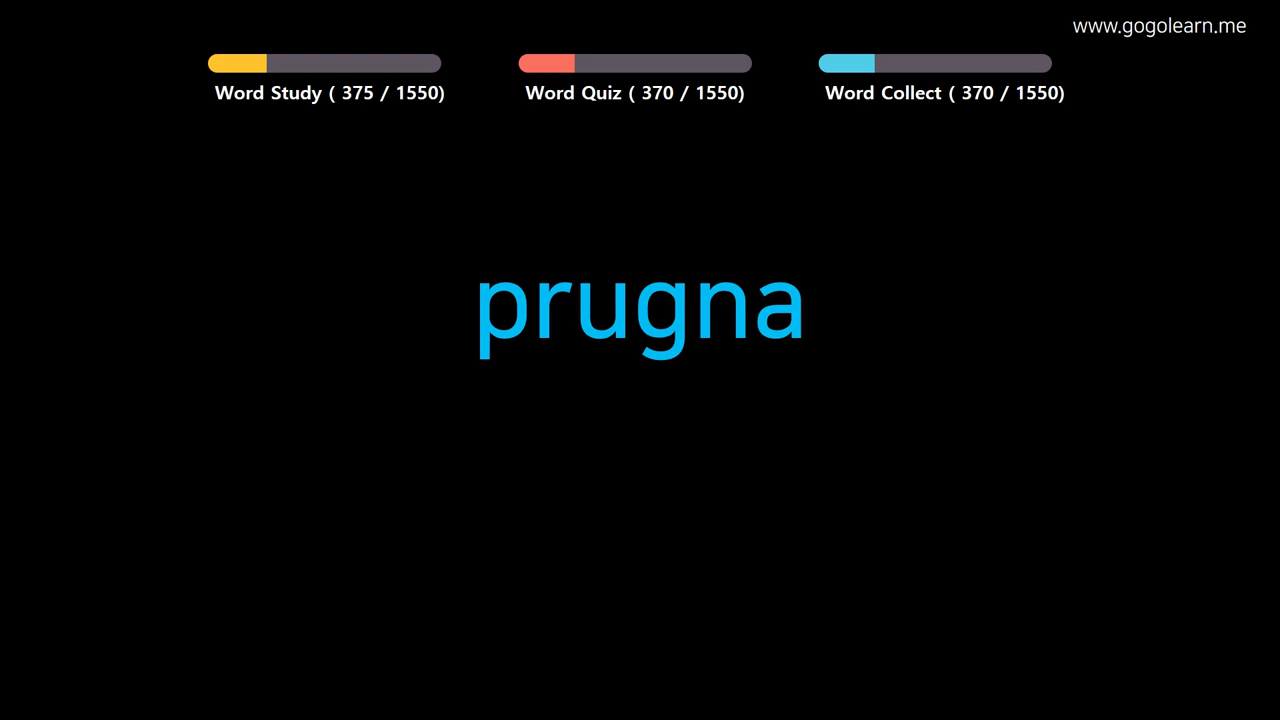 www.gogolearn.me
Word Study ( 375 / 1550)
Word Quiz ( 370 / 1550)
Word Collect ( 370 / 1550)
prugna